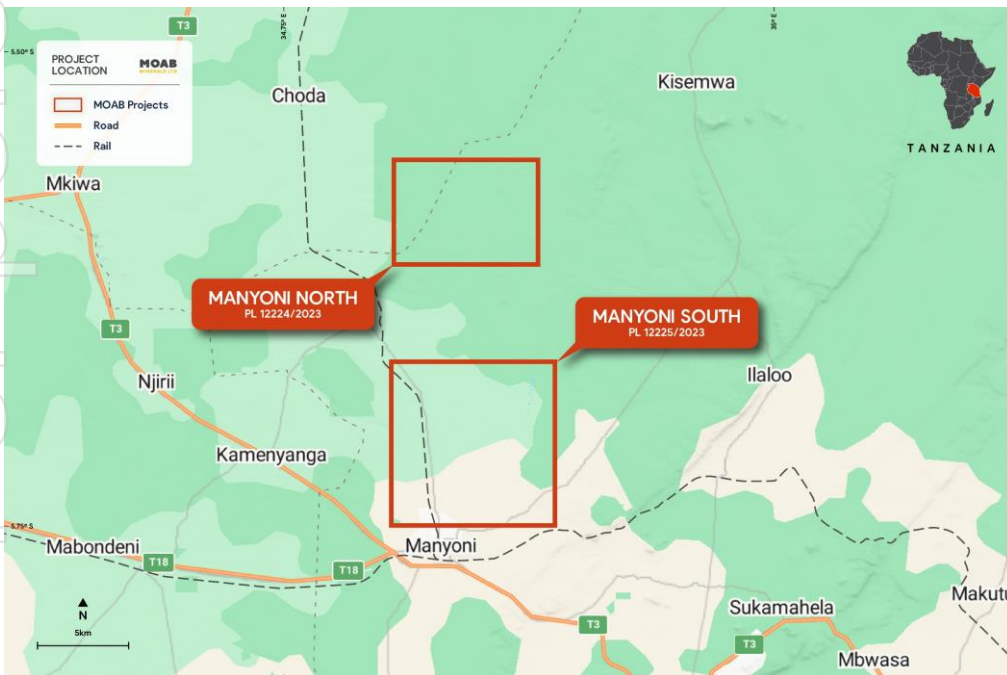 T3
34.75° E
35° E
5.50° S
PROJECT
LOCATION
MOAB
MINERALS LTD
MOAB Projects
Road
Rail
Choda
Kisemwa
TANZANIA
Mkiwa
MANYONI NORTH
PL 12224/2023
MANYONI SOUTH
PL 12225/2023
T3
Njirii
Ilaloo
Kamenyanga
5.75° S
Mabondeni
T18
T18
Manyoni
N
5km
T3
Sukamahela
Makutu
T3
Mbwasa